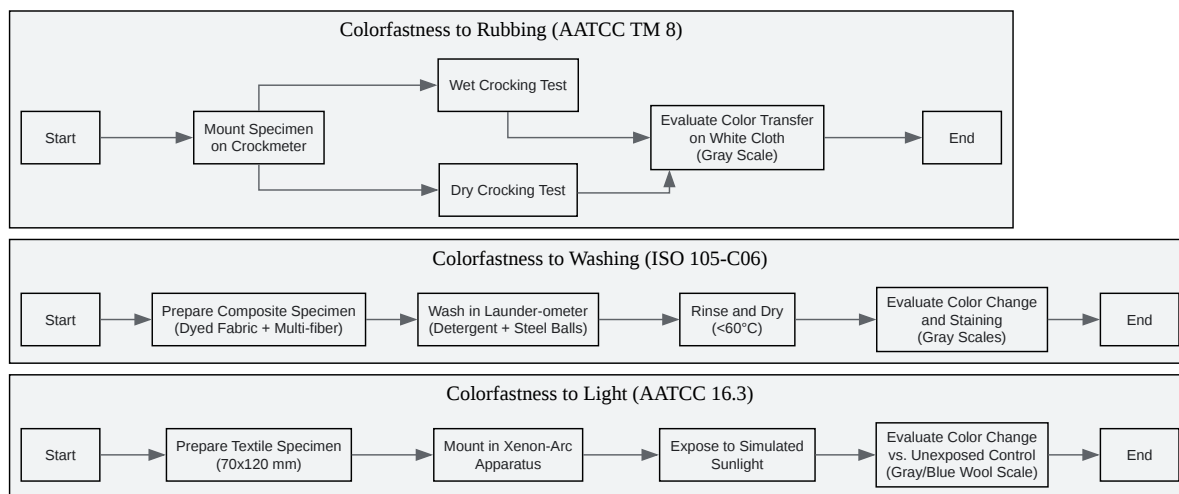 Colorfastness to Rubbing (AATCC TM 8)
Start
Mount Specimen
on Crockmeter
Wet Crocking Test
Dry Crocking Test
Evaluate Color Transfer
on White Cloth
(Gray Scale)
End
Colorfastness to Washing (ISO 105-C06)
Start
Prepare Composite Specimen
(Dyed Fabric + Multi-fiber)
Wash in Launder-ometer
(Detergent + Steel Balls)
Rinse and Dry
(<60°C)
Evaluate Color Change
and Staining
(Gray Scales)
End
Colorfastness to Light (AATCC 16.3)
Start
Prepare Textile Specimen
(70x120 mm)
Mount in Xenon-Arc
Apparatus
Expose to Simulated
Sunlight
Evaluate Color Change
vs. Unexposed Control
(Gray/Blue Wool Scale)
End